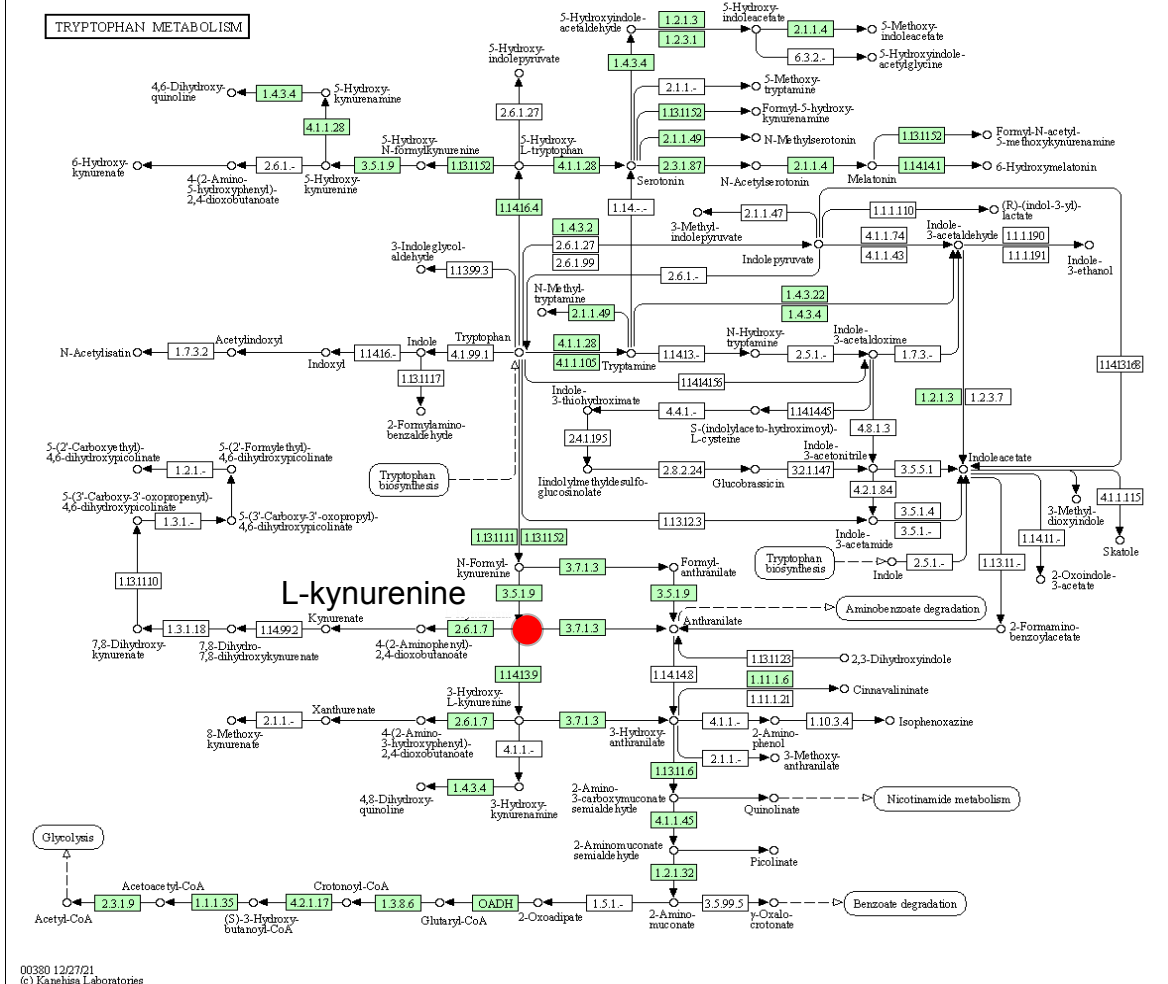 TRYPTOPHAN METABOLISM
5-Hydroxyindole-
acetaldehyde
1.2.1.3
1.2.3.1
5-Hydroxy-
indoleacetate
2.1.1.4
5-Methoxy-
indoleacetate
6.3.2.-
5-Hydroxyindole-
acetylglycine
5-Hydroxy-
indolepyruvate
1.4.3.4
4,6-Dihydroxy-
quinoline
1.4.3.4
5-Hydroxy-
kynurenamine
2.6.1.27
2.1.1.-
5-Methoxy-
tryptamine
1.13.11.52
Formyl-5-hydroxy-
kynurenamine
4.1.1.28
5-Hydroxy-
N-formylkynurenine
5-Hydroxy-
L-tryptophan
2.1.1.49
N-Methylserotonin
1.13.11.52
Formyl-N-acetyl-
5-methoxykynurenamine
6-Hydroxy-
kynurenate
2.6.1.-
4-(2-Amino-
5-hydroxyphenyl)-
2,4-dioxobutanoate
5-Hydroxy-
kynurenine
3.5.1.9
1.13.11.52
4.1.1.28
Serotonin
2.3.1.87
N-Acetylserotonin
2.1.1.4
Melatonin
1.14.14.1
6-Hydroxymelatonin
1.14.16.4
1.14.-.-
3-Methyl-
indolepyruvate
2.1.1.47
1.1.1.110
(R)-(indol-3-yl)-
lactate
3-Indoleglycol-
aldehyde
1.13.99.3
1.4.3.2
2.6.1.27
2.6.1.99
Indolepyruvate
4.1.1.74
4.1.1.43
Indole-
3-acetaldehyde
1.1.1.190
1.1.1.191
Indole-
3-ethanol
2.6.1.-
N-Methyl-
tryptamine
2.1.1.49
1.4.3.22
1.4.3.4
N-Acetylisatin
1.7.3.2
Acetylindoxyl
Indoxyl
1.14.16.-
Indole
4.1.99.1
Tryptophan
4.1.1.28
4.1.1.105
Tryptamine
1.14.13.-
N-Hydroxy-
tryptamine
2.5.1.-
Indole-
3-acetaldoxime
1.7.3.-
1.14.13.168
1.13.11.17
2-Formylamino-
benzaldehyde
1.14.14.156
Indole-
3-thiohydroximate
4.4.1.-
1.14.14.45
S-(indolylaceto-hydroximoyl)-
L-cysteine
1.2.1.3
1.2.3.7
2.4.1.195
4.8.1.3
5-(2'-Carboxyethyl)-
4,6-dihydroxypicolinate
1.2.1.-
5-(2'-Formylethyl)-
4,6-dihydroxypicolinate
Tryptophan
biosynthesis
Indolylmethyldesulfo-
glucosinolate
2.8.2.24
Glucobrassicin
3.2.1.147
Indole-
3-acetonitrile
3.5.5.1
Indoleacetate
4.2.1.84
4.1.1.115
3-Methyl-
dioxyindole
Skatole
5-(3'-Carboxy-3'-oxopropenyl)-
4,6-dihydroxypicolinate
1.3.1.-
5-(3'-Carboxy-3'-oxopropyl)-
4,6-dihydroxypicolinate
1.13.12.3
Indole-
3-acetamide
3.5.1.4
3.5.1.-
1.14.11.-
2-Oxoindole-
3-acetate
1.13.11.11
1.13.11.52
N-Formyl-
kynurenine
3.7.1.3
Formyl-
anthranilate
Tryptophan
biosynthesis
Indole
2.5.1.-
1.13.11.-
1.13.1.10
L-kynurenine
3.5.1.9
3.5.1.9
Aminobenzoate degradation
7,8-Dihydroxy-
kynurenate
1.3.1.18
7,8-Dihydro-
7,8-dihydroxykynurenate
1.14.99.2
Kynurenate
4-(2-Aminophenyl)-
2,4-dioxobutanoate
2.6.1.7
3.7.1.3
Anthranilate
2-Formamino-
benzoylacetate
1.13.11.23
2,3-Dihydroxyindole
1.14.13.9
1.14.14.8
1.11.1.6
1.11.1.21
Cinnavalininate
8-Methoxy-
kynurenate
2.1.1.-
Xanthurenate
4-(2-Amino-
3-hydroxyphenyl)-
2,4-dioxobutanoate
2.6.1.7
3-Hydroxy-
L-kynurenine
3.7.1.3
3-Hydroxy-
anthranilate
4.1.1.-
2-Amino-
phenol
1.10.3.4
Isophenoxazine
4.1.1.-
2.1.1.-
3-Methoxy-
anthranilate
4,8-Dihydroxy-
quinoline
1.4.3.4
3-Hydroxy-
kynurenamine
1.13.11.6
2-Amino-
3-carboxymuconate
semialdehyde
Quinolinate
Nicotinamide metabolism
4.1.1.45
2-Aminomuconate
semialdehyde
Picolinate
1.2.1.32
Glycolysis
Acetyl-CoA
2.3.1.9
Acetoacetyl-CoA
1.1.1.35
(S)-3-Hydroxy-
butanoyl-CoA
4.2.1.17
Crotonoyl-CoA
1.3.8.6
Glutaryl-CoA
OADH
2-Oxoadipate
1.5.1.-
2-Amino-
muconate
3.5.99.5
γ-Oxalo-
crotonate
Benzoate degradation
00380 12/27/21
(c) Kanehisa Laboratories